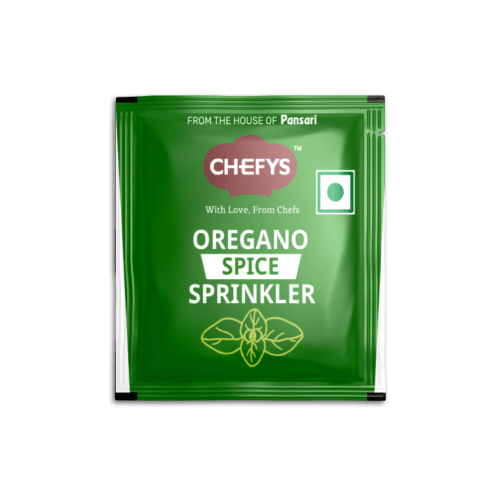 FROM THE HOUSE OF Pansari
CHEFYS™
With Love, From Chefs
OREGANO
SPICE
SPRINKLER